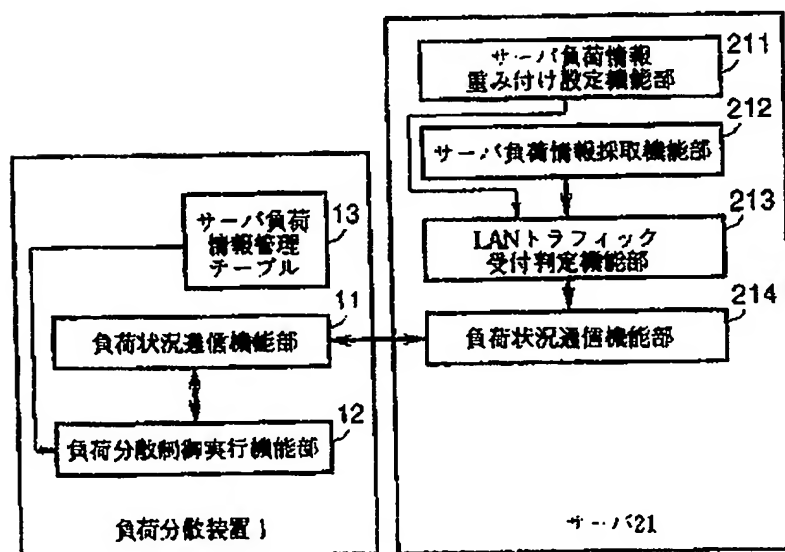 サーバ負荷情報
重み付け設定機能部
211
サーバ負荷情報採取機能部
212
LANトラフィック
受付判定機能部
213
負荷状況通信機能部
214
サーバ21
サーバ負荷
情報管理
テーブル
13
負荷状況通信機能部
11
負荷分散制御実行機能部
12
負荷分散装置1